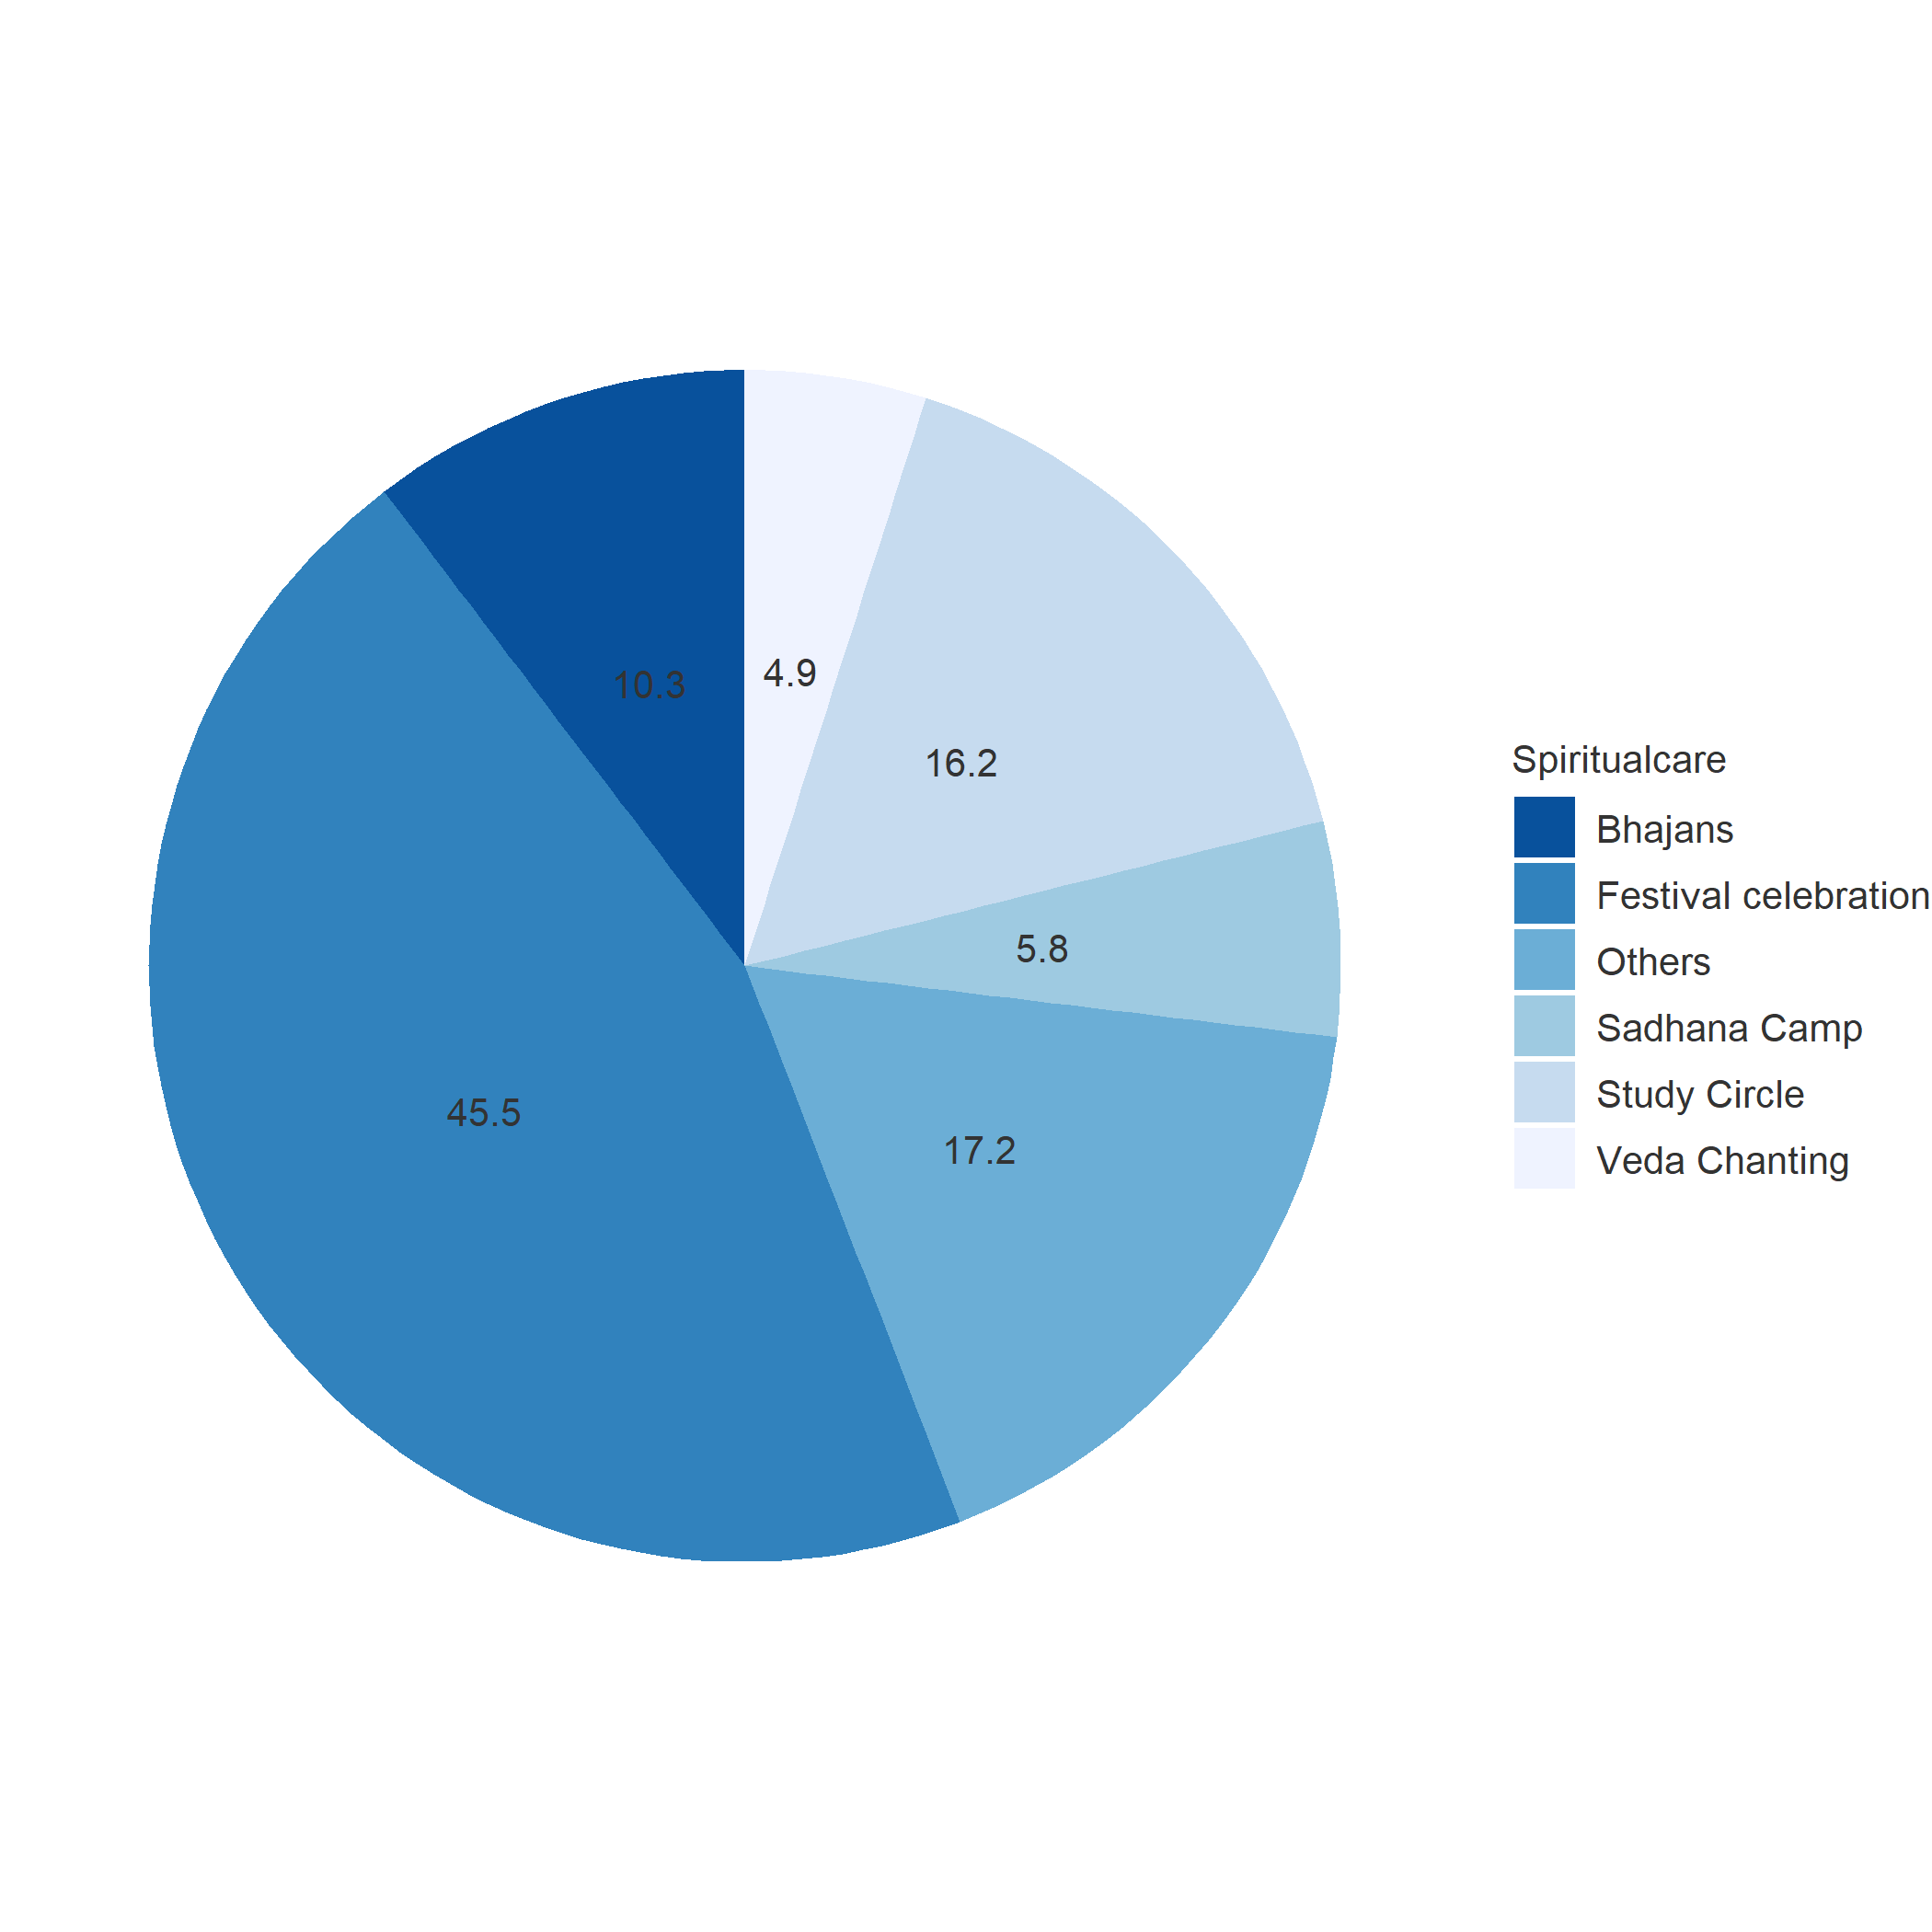 4.9
10.3
16.2
5.8
45.5
17.2
Spiritualcare
Bhajans
Festival celebration
Others
Sadhana Camp
Study Circle
Veda Chanting